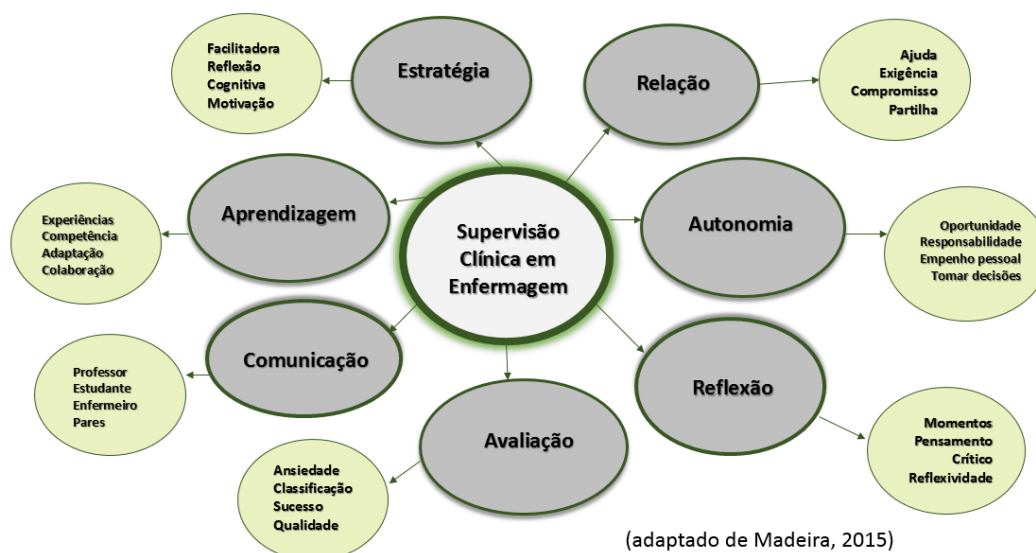 Facilitadora
Reflexão
Cognitiva
Motivação
Estratégia
Relação
Ajuda
Exigência
Compromisso
Partilha
Experiências
Competência
Adaptação
Colaboração
Aprendizagem
Supervisão
Clínica em
Enfermagem
Autonomia
Oportunidade
Responsabilidade
Empenho pessoal
Tomar decisões
Professor
Estudante
Enfermeiro
Pares
Comunicação
Reflexão
Momentos
Pensamento
Crítico
Reflexividade
Avaliação
Ansiedade
Classificação
Sucesso
Qualidade
(adaptado de Madeira, 2015)